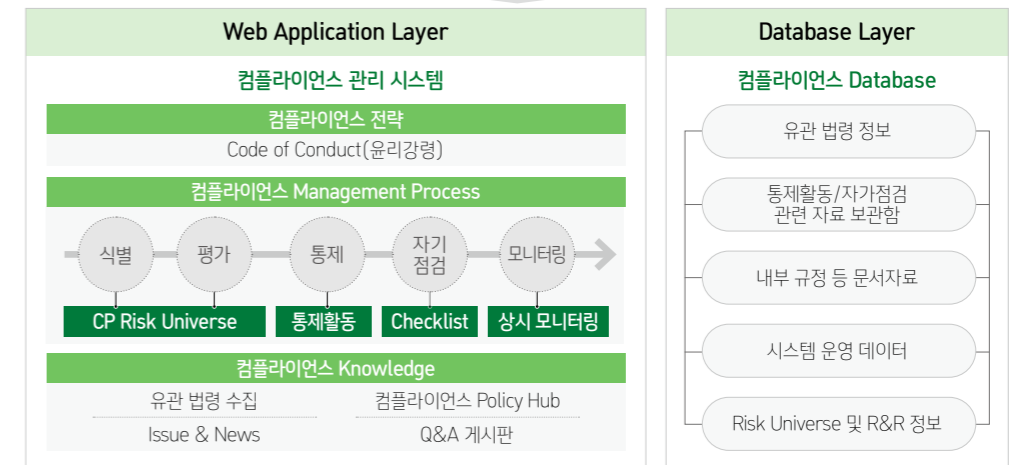 Web Application Layer
컴플라이언스 관리 시스템
컴플라이언스 전략
Code of Conduct(윤리강령)
컴플라이언스 Management Process
식별
평가
통제
자기
점검
모니터링
CP Risk Universe
통제활동
Checklist
상시 모니터링
컴플라이언스 Knowledge
유관 법령 수집
컴플라이언스 Policy Hub
Issue & News
Q&A 게시판
Database Layer
컴플라이언스 Database
유관 법령 정보
통제활동/자가점검
관련 자료 보관함
내부 규정 등 문서자료
시스템 운영 데이터
Risk Universe 및 R&R 정보